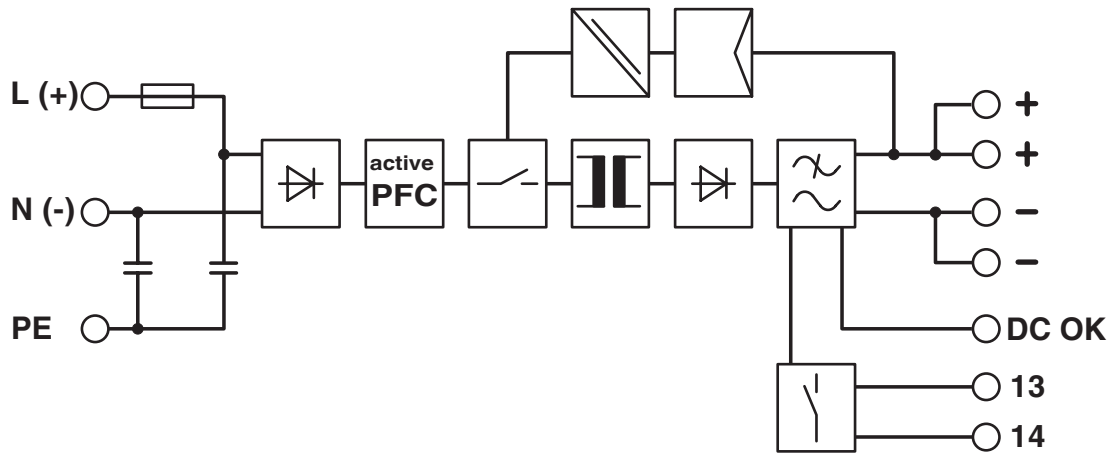 L (+)
N (-)
PE
active
PFC
+
+
–
–
DC OK
13
14